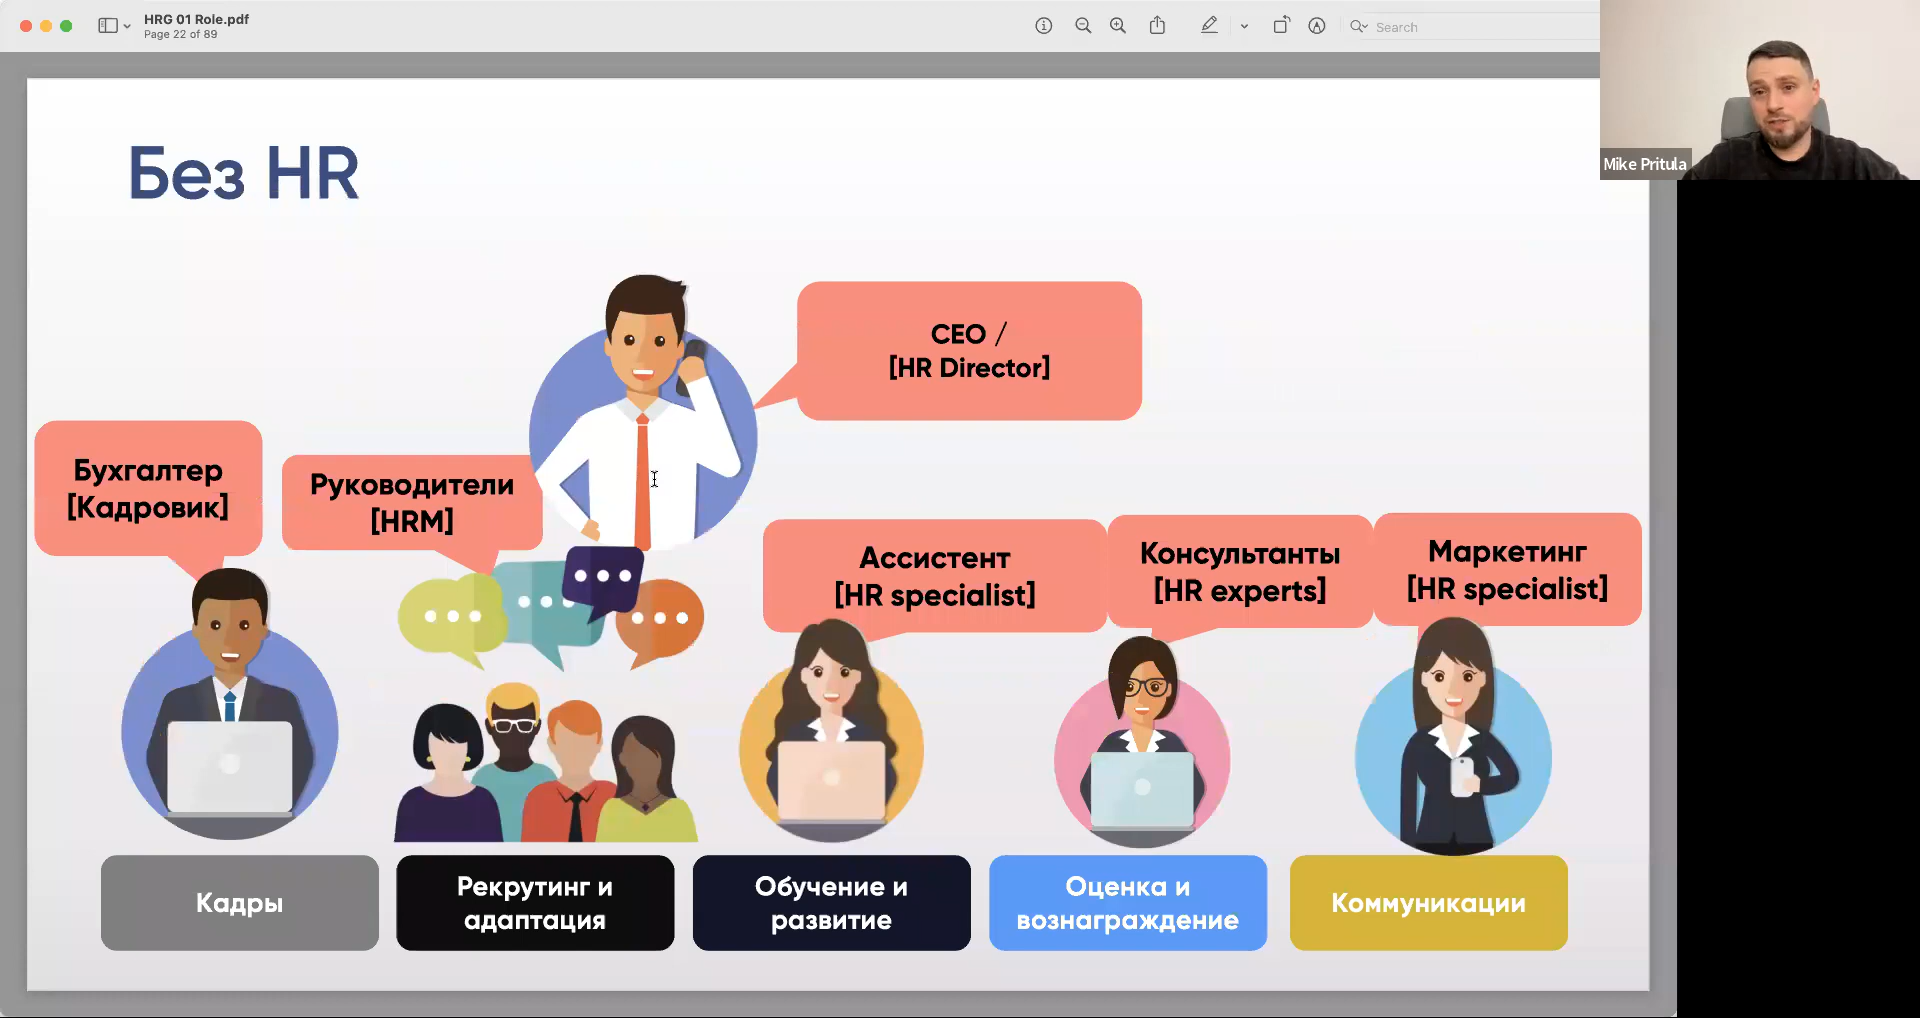 HRG 01 Role.pdf
Page 22 of 89
Search
Mike Pritula
Без HR
CEO /
[HR Director]
Бухгалтер
[Кадровик]
Руководители
[HRM]
Ассистент
[HR specialist]
Консультанты
[HR experts]
Маркетинг
[HR specialist]
Кадры
Рекрутинг и
адаптация
Обучение и
развитие
Оценка и
вознаграждение
Коммуникации